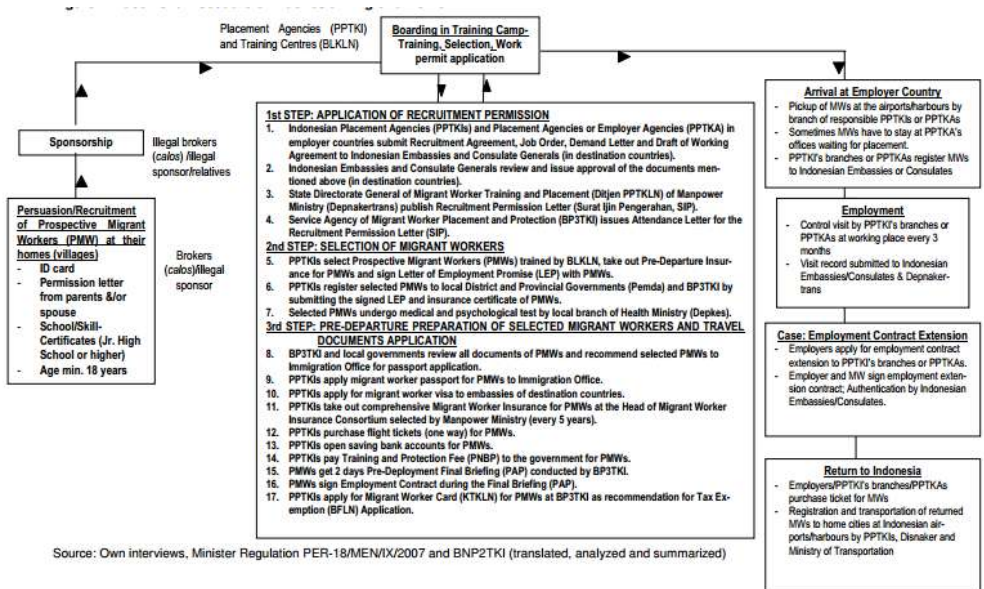 Placement Agencies (PPTKI)
and Training Centres (BLKLN)
Boarding in Training Camp-
Training, Selection, Work
permit application
Sponsorship
Illegal brokers
(calos) /illegal
sponsor/relatives
Persuasion/Recruitment
of Prospective Migrant
Workers (PMW) at their
homes (villages)
- ID card
- Permission letter
from parents &/or
spouse
- School/Skill-
Certificates (Jr. High
School or higher)
- Age min. 18 years
Brokers
(calos)/illegal
sponsor
1st STEP: APPLICATION OF RECRUITMENT PERMISSION
1. Indonesian Placement Agencies (PPTKIs) and Placement Agencies or Employer Agencies (PPTKA) in
employer countries submit Recruitment Agreement, Job Order, Demand Letter and Draft of Working
Agreement to Indonesian Embassies and Consulate Generals (in destination countries).
2. Indonesian Embassies and Consulate Generals review and issue approval of the documents men-
tioned above (in destination countries).
3. State Directorate General of Migrant Worker Training and Placement (Ditjen PPTKLN) of Manpower
Ministry (Depnakertrans) publish Recruitment Permission Letter (Surat Ijin Pengerahan, SIP).
4. Service Agency of Migrant Worker Placement and Protection (BP3TKI) issues Attendance Letter for the
Recruitment Permission Letter (SIP).
2nd STEP: SELECTION OF MIGRANT WORKERS
5. PPTKIs select Prospective Migrant Workers (PMWs) trained by BLKLN, take out Pre-Departure Insur-
ance for PMWs and sign Letter of Employment Promise (LEP) with PMWs.
6. PPTKIs register selected PMWs to local District and Provincial Governments (Pemda) and BP3TKI by
submitting the signed LEP and insurance certificate of PMWs.
7. Selected PMWs undergo medical and psychological test by local branch of Health Ministry (Depkes).
3rd STEP: PRE-DEPARTURE PREPARATION OF SELECTED MIGRANT WORKERS AND TRAVEL
DOCUMENTS APPLICATION
8. BP3TKI and local governments review all documents of PMWs and recommend selected PMWs to
Immigration Office for passport application.
9. PPTKIs apply migrant worker passport for PMWs to Immigration Office.
10. PPTKIs apply for migrant worker visa to embassies of destination countries.
11. PPTKIs take out comprehensive Migrant Worker Insurance for PMWs at the Head of Migrant Worker
Insurance Consortium selected by Manpower Ministry (every 5 years).
12. PPTKIs purchase flight tickets (one way) for PMWs.
13. PPTKIs open saving bank accounts for PMWs.
14. PPTKIs pay Training and Protection Fee (PNBP) to the government for PMWs.
15. PMWs get 2 days Pre-Deployment Final Briefing (PAP) conducted by BP3TKI.
16. PMWs sign Employment Contract during the Final Briefing (PAP).
17. PPTKIs apply for Migrant Worker Card (KTKLN) for PMWs at BP3TKI as recommendation for Tax Ex-
emption (BFLN) Application.
Arrival at Employer Country
- Pickup of MWs at the airports/harbours by
branch of responsible PPTKIs or PPTKAs
- Sometimes MWs have to stay at PPTKA's
offices waiting for placement.
- PPTKI's branches or PPTKAs register MWs
to Indonesian Embassies or Consulates
Employment
- Control visit by PPTKI's branches or
PPTKAs at working place every 3
months
- Visit record submitted to Indonesian
Embassies/Consulates & Depnaker-
trans
Case: Employment Contract Extension
- Employers apply for employment contract
extension to PPTKI's branches or PPTKAs.
- Employer and MW sign employment exten-
sion contract; Authentication by Indonesian
Embassies/Consulates.
Return to Indonesia
- Employers/PPTKI's branches/PPTKAs
purchase ticket for MWs
- Registration and transportation of returned
MWs to home cities at Indonesian air-
ports/harbours by PPTKIs, Disnaker and
Ministry of Transportation
Source: Own interviews, Minister Regulation PER-18/MEN/IX/2007 and BNP2TKI (translated, analyzed and summarized)